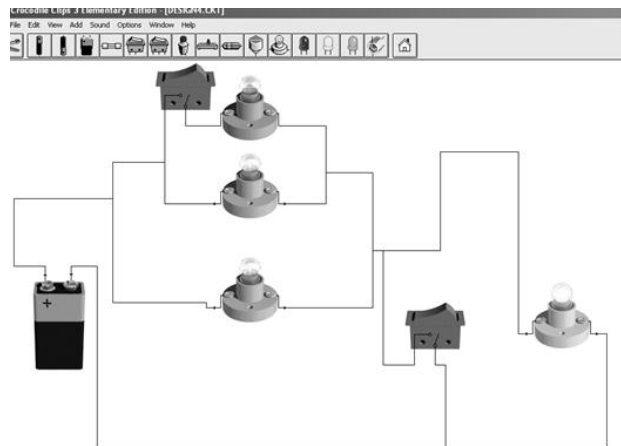 Crocodile Clips 3 Elementary Edition - [DESIGN4.CKT]
File Edit View Add Sound Options Window Help
+